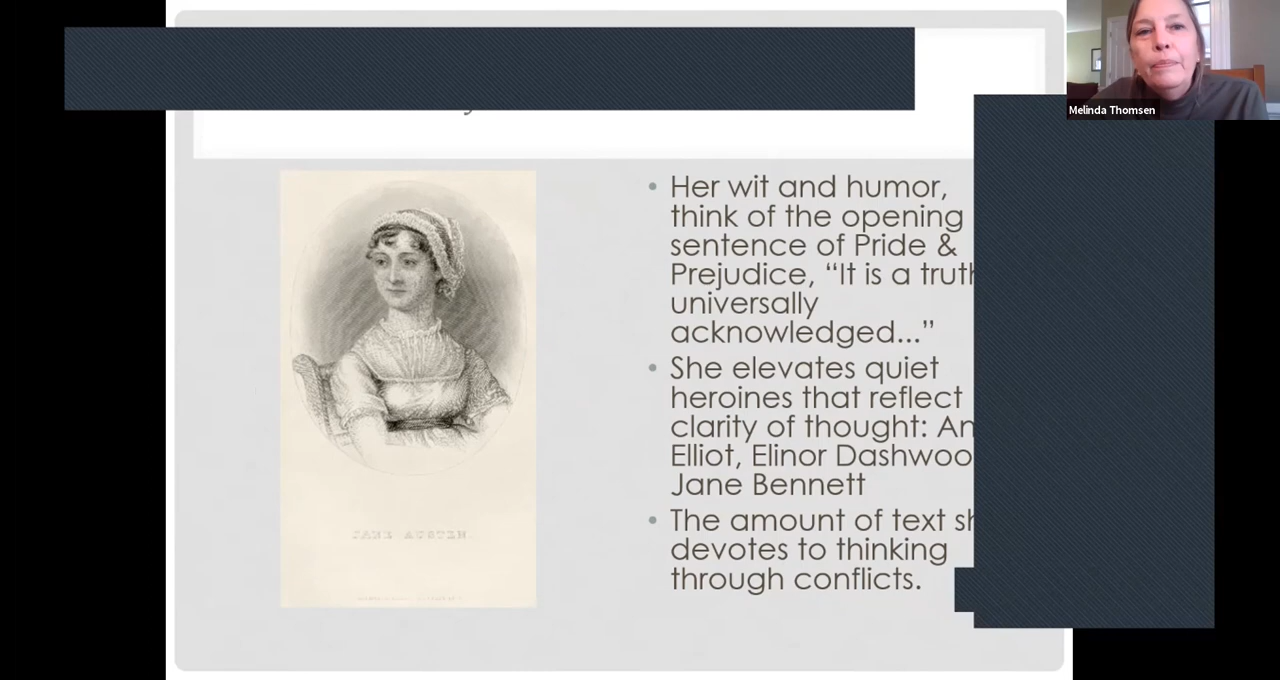 Melinda Thomsen
• Her wit and humor,
think of the opening
sentence of Pride &
Prejudice, “It is a truth
universally
acknowledged...”
• She elevates quiet
heroines that reflect
clarity of thought:
Elliot, Elinor
Jane Bennett
• The amount of text
devotes to thinking
through conflicts.
JANE AUSTEN.